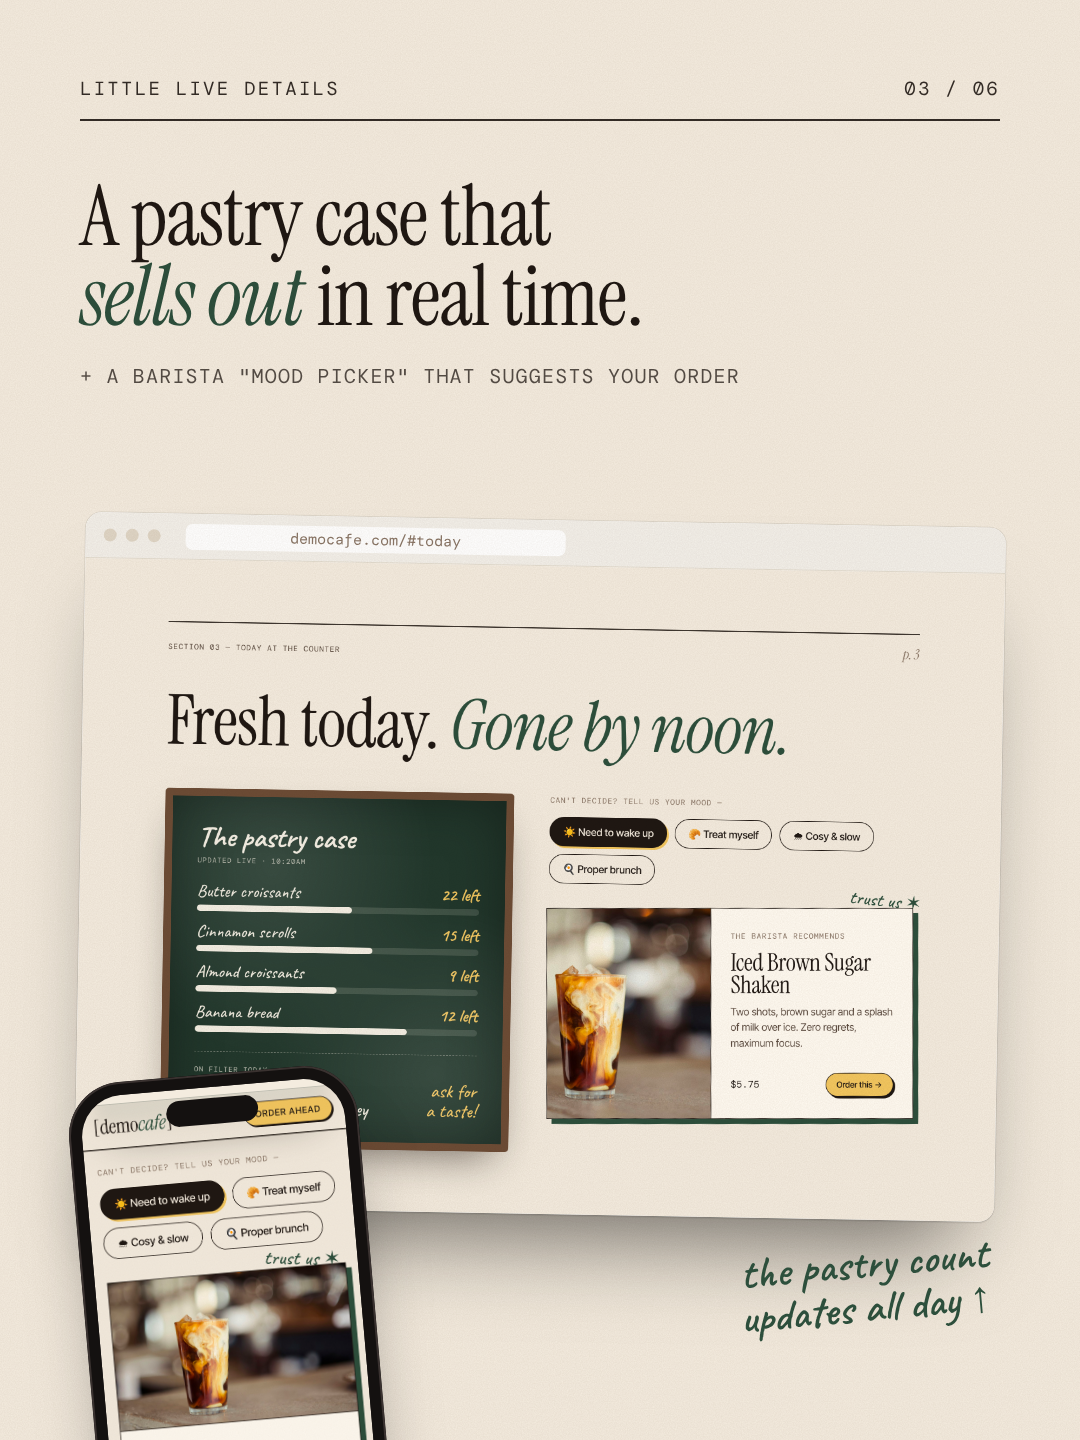 LITTLE LIVE DETAILS
03 / 06
A pastry case that
sells out in real time.
+ A BARISTA "MOOD PICKER" THAT SUGGESTS YOUR ORDER
democafe.com/#today
SECTION 03 — TODAY AT THE COUNTER
p.3
Fresh today. Gone by noon.
The pastry case
UPDATED LIVE · 10:20AM
Butter croissants
22 left
Cinnamon scrolls
15 left
Almond croissants
9 left
Banana bread
12 left
ON FILTER TODAY
ask for
a taste!
CAN'T DECIDE? TELL US YOUR MOOD —
☀️ Need to wake up
🥐 Treat myself
🌧 Cosy & slow
🍳 Proper brunch
trust us ✶
THE BARISTA RECOMMENDS
Iced Brown Sugar
Shaken
Two shots, brown sugar and a splash
of milk over ice. Zero regrets,
maximum focus.
$5.75
Order this →
[democafe]
ORDER AHEAD
CAN'T DECIDE? TELL US YOUR MOOD —
☀️ Need to wake up
🥐 Treat myself
🌧 Cosy & slow
🍳 Proper brunch
trust us ✶
the pastry count
updates all day ↑